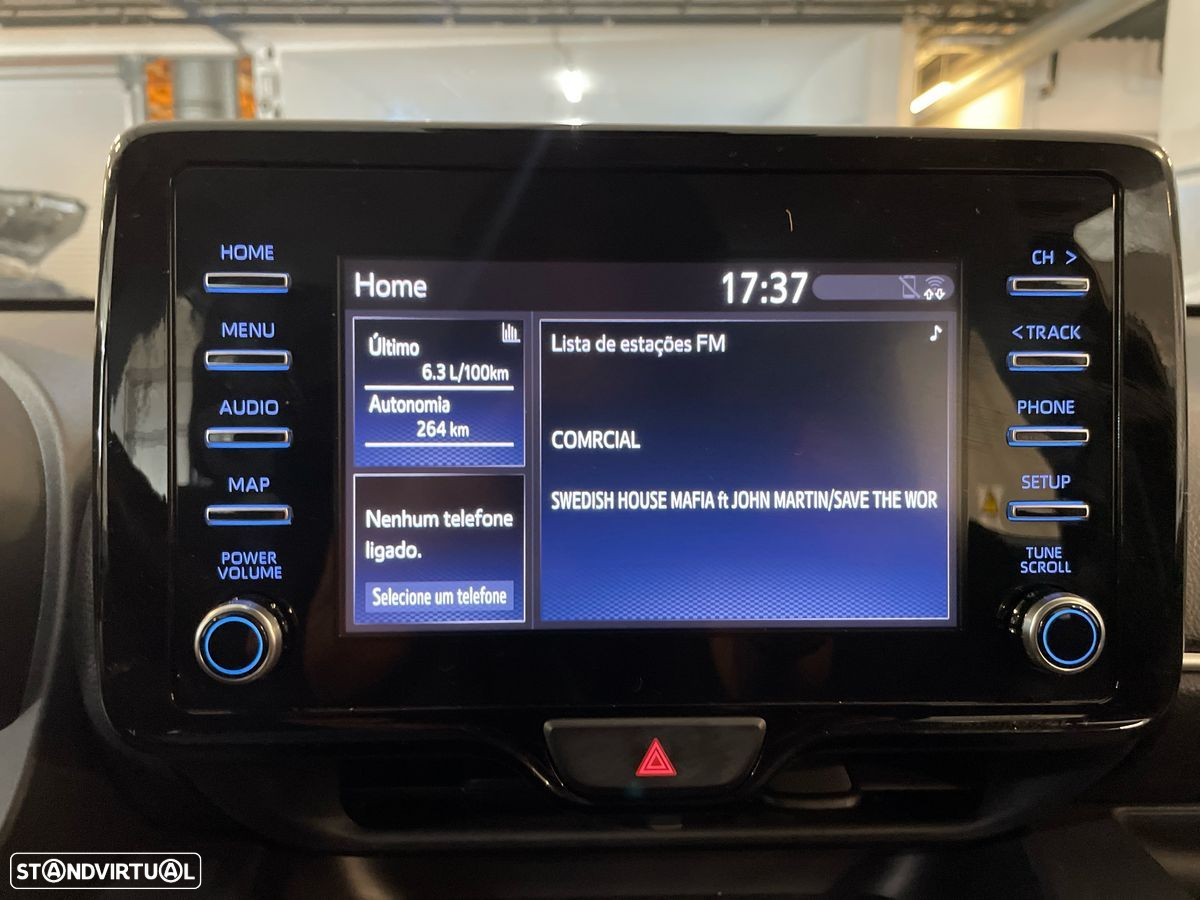 HOME
MENU
AUDIO
MAP
POWER
VOLUME
Home
17:37
Último
6.3 L/100km
Autonomia
264 km
Nenhum telefone
ligado.
Selecione um telefone
Lista de estações FM
COMRCIAL
SWEDISH HOUSE MAFIA ft JOHN MARTIN/SAVE THE WOR
CH >
<TRACK
PHONE
SETUP
TUNE
SCROLL
STANDVIRTUAL